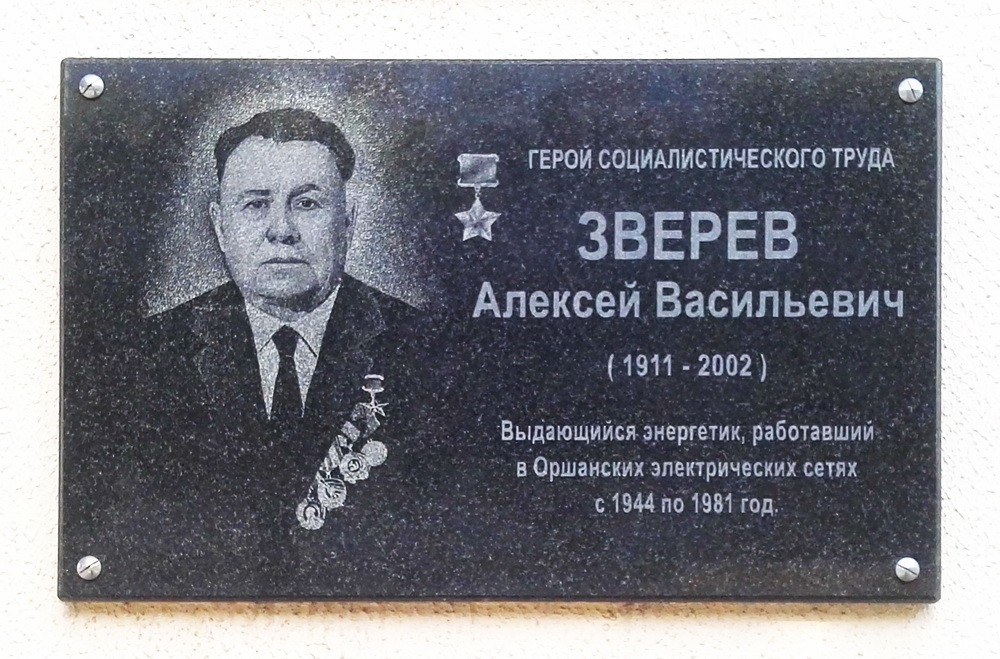 ГЕРОЙ СОЦИАЛИСТИЧЕСКОГО ТРУДА
ЗВЕРЕВ
Алексей Васильевич
( 1911 - 2002 )
Выдающийся энергетик, работавший
в Оршанских электрических сетях
с 1944 по 1981 год.